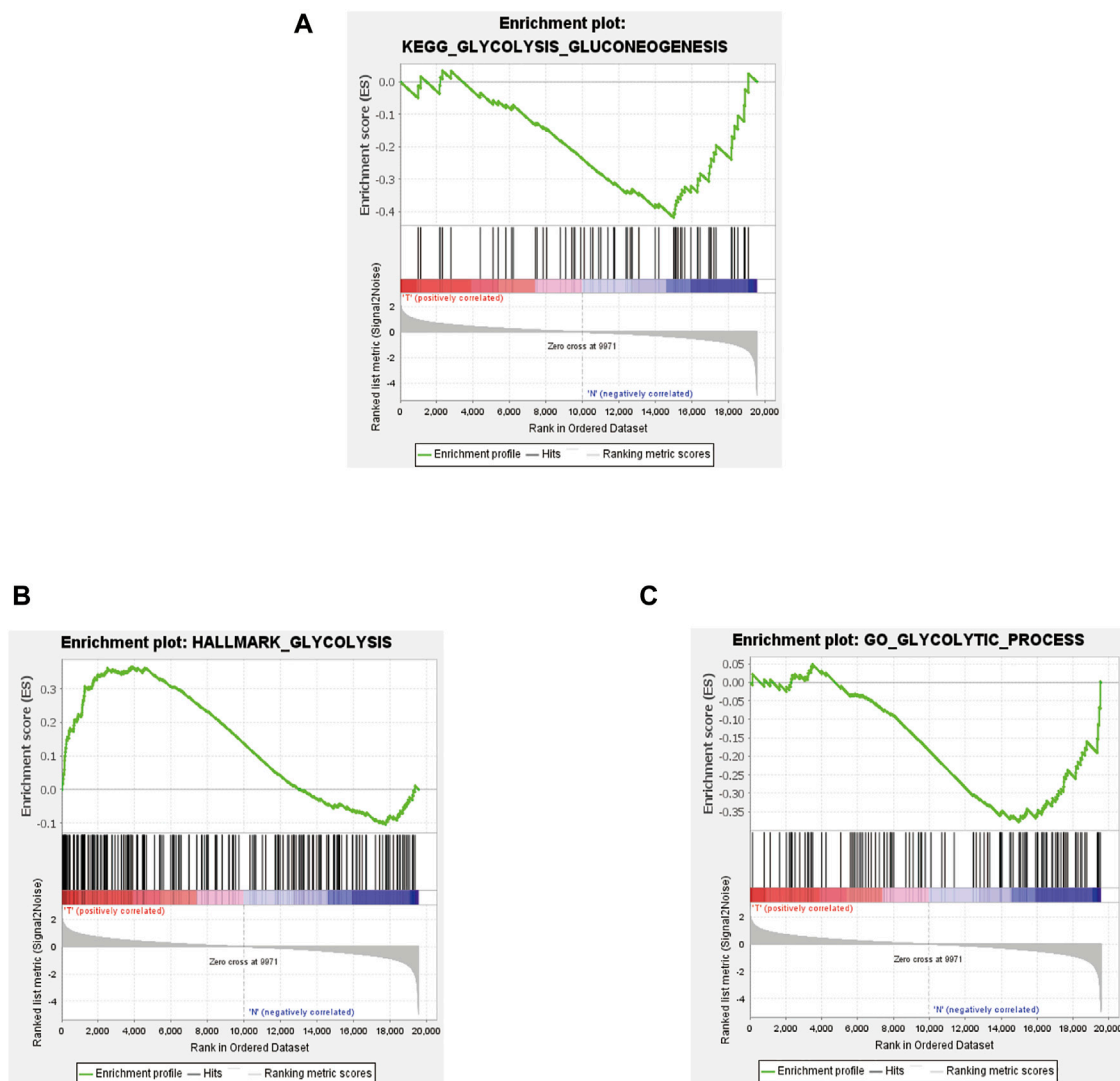 A
Enrichment plot:
KEGG_GLYCOLYSIS_GLUCONEOGENESIS
Enrichment score (ES)
0.0
-0.1
-0.2
-0.3
-0.4
'T' (positively correlated)
Ranked list metric (Signal2Noise)
2
0
-2
-4
Zero cross at 9971
'N' (negatively correlated)
0 2,000 4,000 6,000 8,000 10,000 12,000 14,000 16,000 18,000 20,000
Rank in Ordered Dataset
Enrichment profile Hits Ranking metric scores
B
Enrichment plot: HALLMARK_GLYCOLYSIS
Enrichment score (ES)
0.3
0.2
0.1
0.0
-0.1
'T' (positively correlated)
Ranked list metric (Signal2Noise)
2
0
-2
-4
Zero cross at 9971
'N' (negatively correlated)
0 2,000 4,000 6,000 8,000 10,000 12,000 14,000 16,000 18,000 20,000
Rank in Ordered Dataset
Enrichment profile Hits Ranking metric scores
C
Enrichment plot: GO_GLYCOLYTIC_PROCESS
Enrichment score (ES)
0.05
0.00
-0.05
-0.10
-0.15
-0.20
-0.25
-0.30
-0.35
'T' (positively correlated)
Ranked list metric (Signal2Noise)
2
0
-2
-4
Zero cross at 9971
'N' (negatively correlated)
0 2,000 4,000 6,000 8,000 10,000 12,000 14,000 16,000 18,000 20,000
Rank in Ordered Dataset
Enrichment profile Hits Ranking metric scores